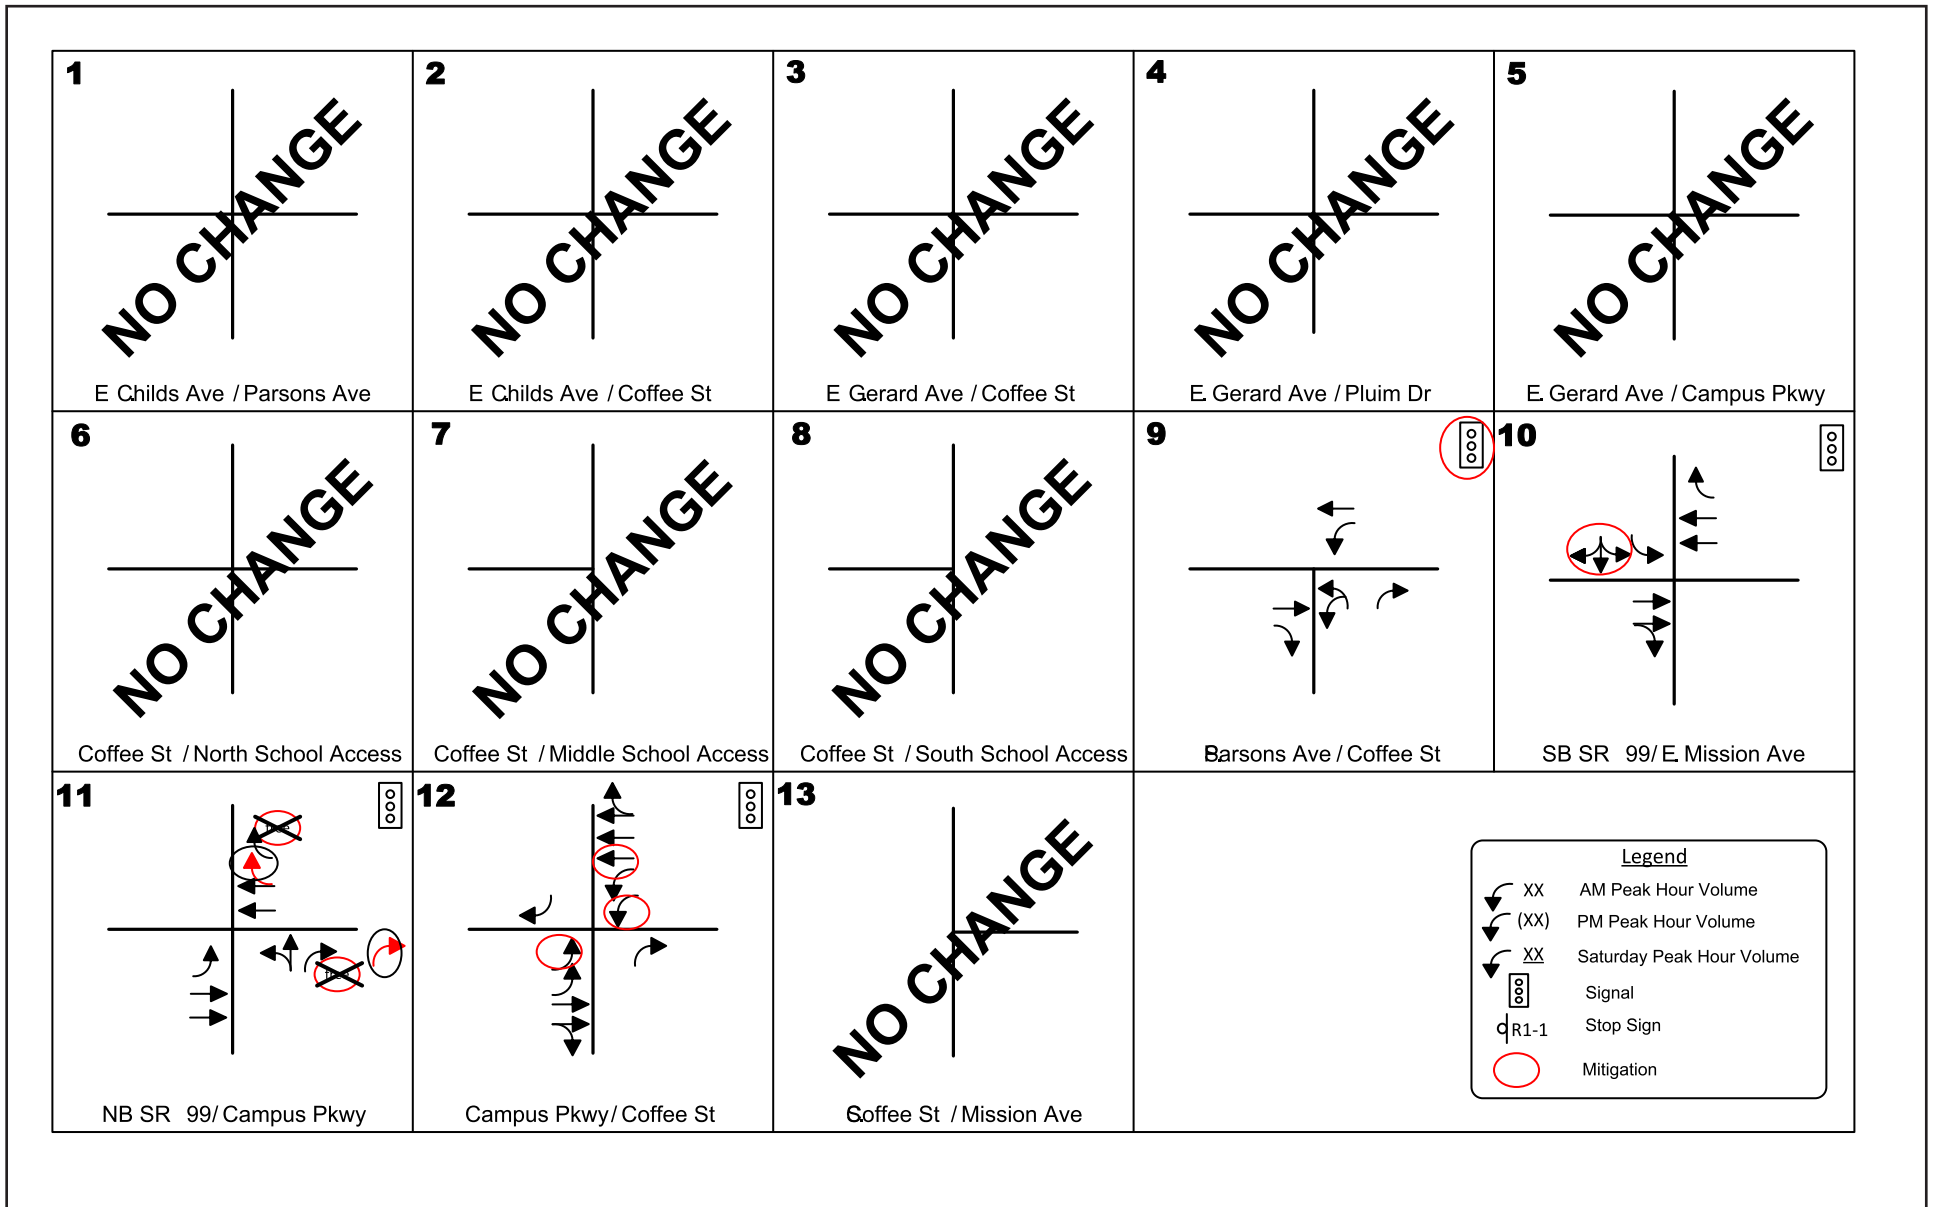 1
NO CHANGE
E. Childs Ave / Parsons Ave
2
NO CHANGE
E. Childs Ave / Coffee St
3
NO CHANGE
E. Gerard Ave / Coffee St
4
NO CHANGE
E. Gerard Ave / Pluim Dr
5
NO CHANGE
E. Gerard Ave / Campus Pkwy
6
NO CHANGE
Coffee St / North School Access
7
NO CHANGE
Coffee St / Middle School Access
8
NO CHANGE
Coffee St / South School Access
9
Parsons Ave / Coffee St
10
SB SR 99/ E. Mission Ave
11
free
free
NB SR 99/ Campus Pkwy
12
Campus Pkwy/ Coffee St
13
NO CHANGE
Coffee St / Mission Ave
Legend
XX AM Peak Hour Volume
(XX) PM Peak Hour Volume
XX Saturday Peak Hour Volume
Signal
R1-1 Stop Sign
Mitigation